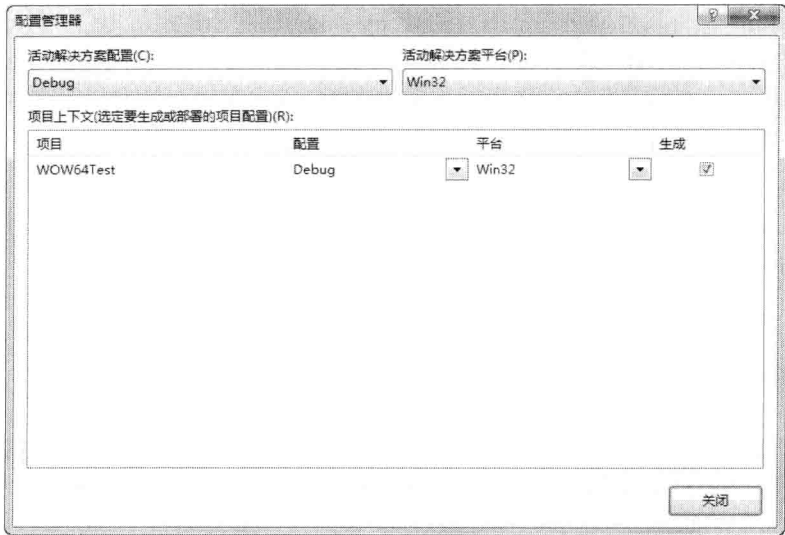 配置管理器
活动解决方案配置(C):
活动解决方案平台(P):
Debug
Win32
项目上下文(选定要生成或部署的项目配置)(R):
项目 配置 平台 生成
WOW64Test Debug Win32
关闭